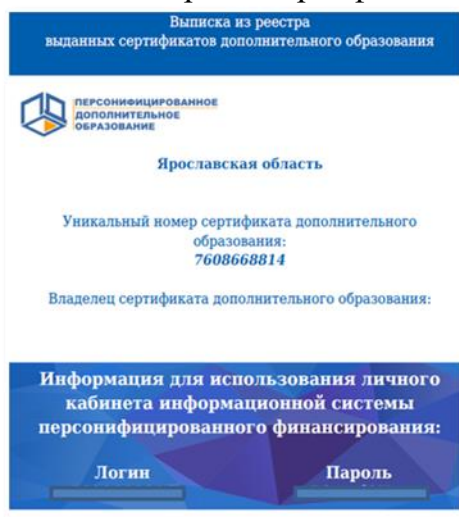 Выписка из реестра
выданных сертификатов дополнительного образования
ПЕРСОНИФИЦИРОВАННОЕ
ДОПОЛНИТЕЛЬНОЕ
ОБРАЗОВАНИЕ
Ярославская область
Уникальный номер сертификата дополнительного
образования:
7608668814
Владелец сертификата дополнительного образования:
Информация для использования личного
кабинета информационной системы
персонифицированного финансирования:
Логин Пароль